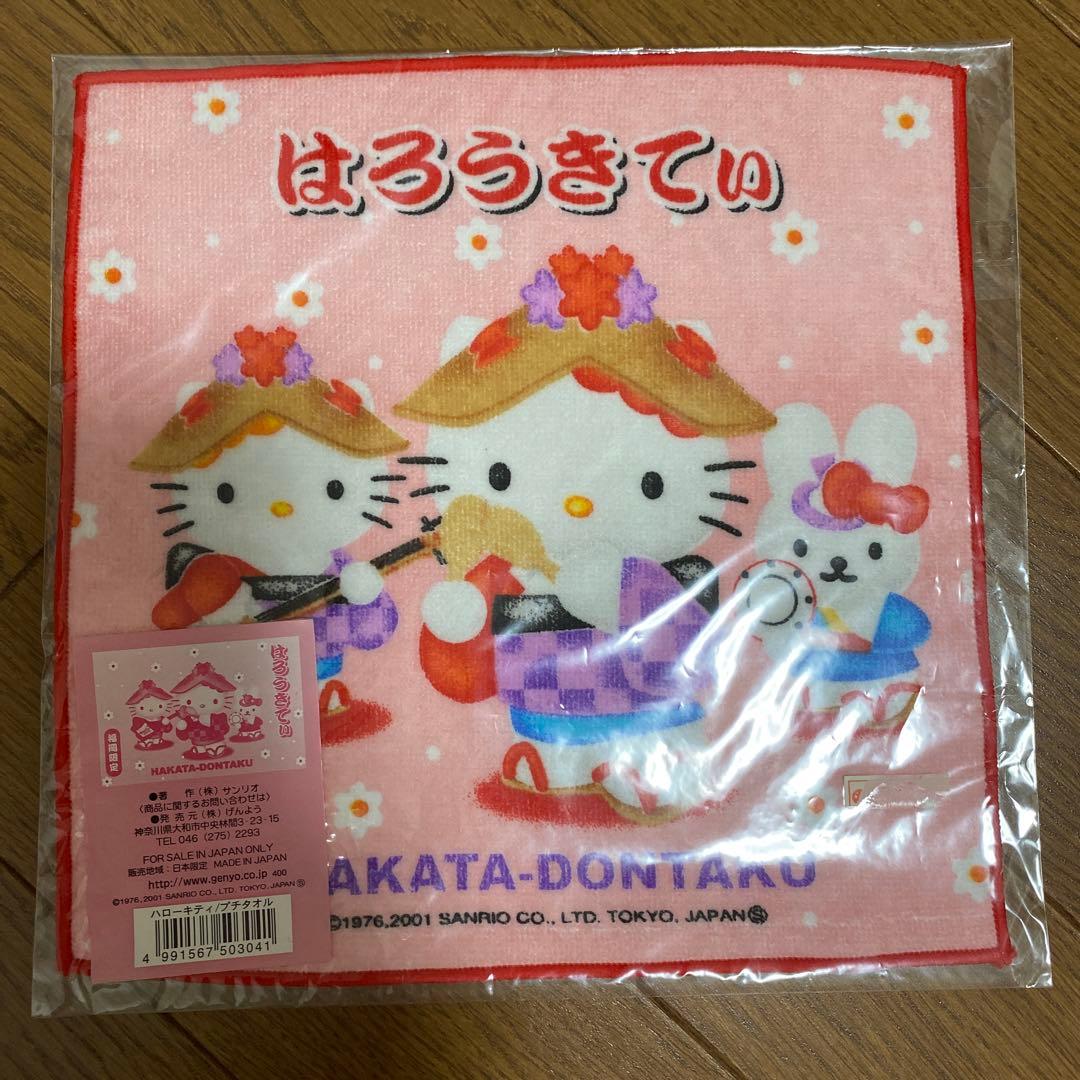 はろうきてぃ
AKATA-DONTAKU
©1976,2001 SANRIO CO., LTD. TOKYO, JAPAN Ⓢ
はろうきてぃ
福岡限定
HAKATA-DONTAKU
●著 作(株)サンリオ
〈商品に関するお問い合わせは〉
●発 売 元(株)げんよう
神奈川県大和市中央林間3-23-15
TEL 046 (275) 2293
FOR SALE IN JAPAN ONLY
販売地域:日本限定 MADE IN JAPAN
http://www.genyo.co.jp 400
©1976,2001 SANRIO CO., LTD. TOKYO, JAPAN Ⓢ
ハローキティ/プチタオル
4 991567 503041